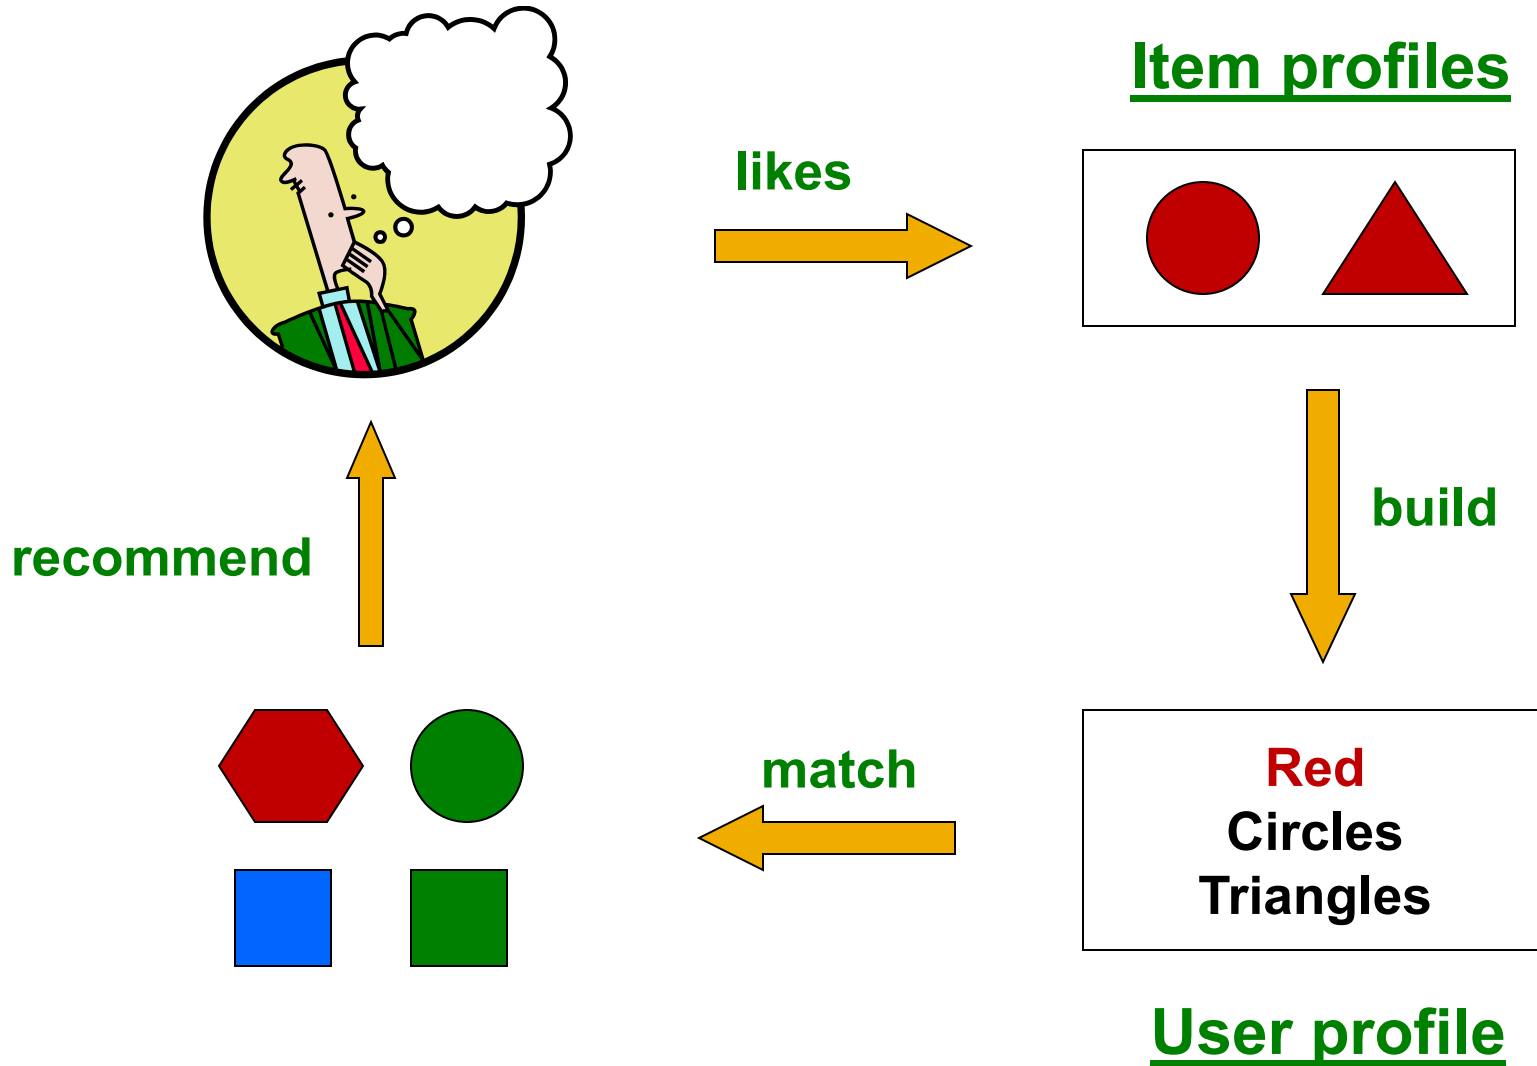 Item profiles
likes
build
recommend
match
Red
Circles
Triangles
User profile